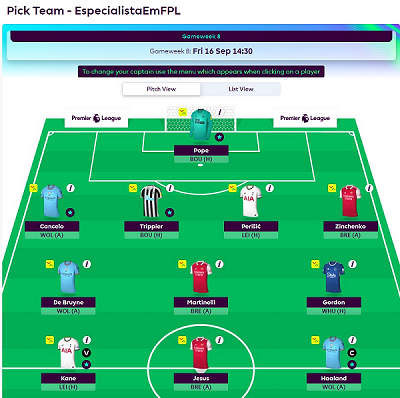 Pick Team - EspecialistaEmFPL
Gameweek 8
Gameweek 8: Fri 16 Sep 14:30
To change your captain use the menu which appears when clicking on a player
Pitch View List View
Premier League Premier League
Pope
BOU (H)
Cancelo Trippier Perišić Zinchenko
WOL (A) BOU (H) LEI (H) BRE (A)
De Bruyne Martinelli Gordon
WOL (A) BRE (A) WHU (H)
AIA
V C
Kane Jesus Haaland
LEI (H) BRE (A) WOL (A)